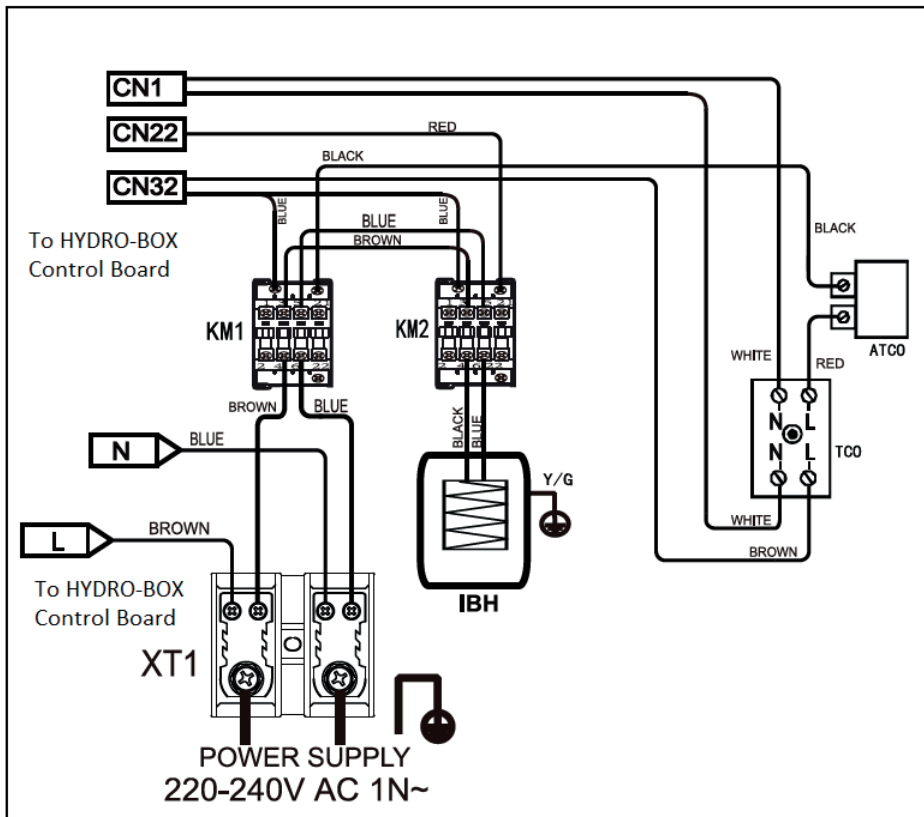 CN1
CN22
RED
BLACK
CN32
To HYDRO-BOX
Control Board
BLUE
BLUE
BROWN
BLUE
BLACK
KM1
KM2
ATCO
WHITE
RED
BROWN
BLUE
BLACK
BLUE
N
BLUE
N
L
TCO
N
L
Y/G
WHITE
L
BROWN
BROWN
IBH
To HYDRO-BOX
Control Board
XT1
POWER SUPPLY
220-240V AC 1N~